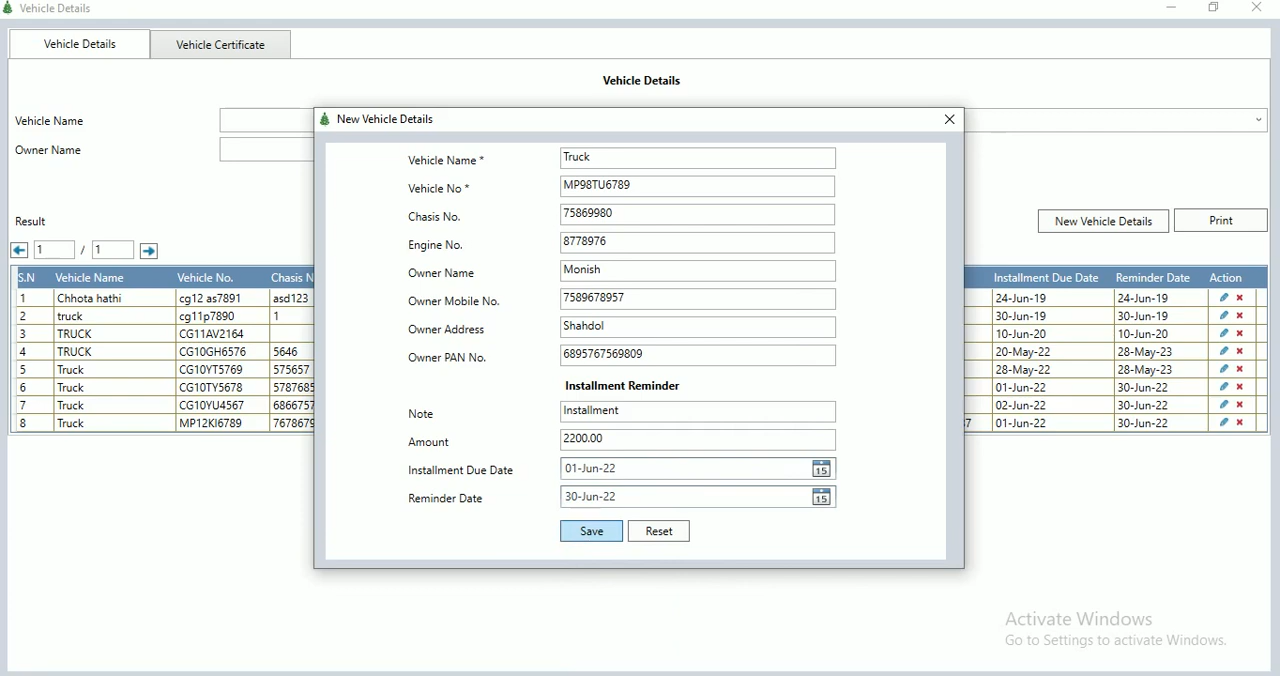 Vehicle Details
Vehicle Details Vehicle Certificate
Vehicle Details
Vehicle Name
Owner Name
Result
New Vehicle Details Print
1 / 1
S.N Vehicle Name Vehicle No. Chasis N Installment Due Date Reminder Date Action
1 Chhota hathi cg12 as7891 asd123 24-Jun-19 24-Jun-19
2 truck cg11p7890 1 30-Jun-19 30-Jun-19
3 TRUCK CG11AV2164 10-Jun-20 10-Jun-20
4 TRUCK CG10GH6576 5646 20-May-22 28-May-23
5 Truck CG10YT5769 575657 28-May-22 28-May-23
6 Truck CG10TY5678 5787685 01-Jun-22 30-Jun-22
7 Truck CG10YU4567 6866757 02-Jun-22 30-Jun-22
8 Truck MP12KI6789 7678679 7 01-Jun-22 30-Jun-22
New Vehicle Details
Vehicle Name * Truck
Vehicle No * MP98TU6789
Chasis No. 75869980
Engine No. 8778976
Owner Name Monish
Owner Mobile No. 7589678957
Owner Address Shahdol
Owner PAN No. 6895767569809
Installment Reminder
Note Installment
Amount 2200.00
Installment Due Date 01-Jun-22 15
Reminder Date 30-Jun-22 15
Save Reset
Activate Windows
Go to Settings to activate Windows.